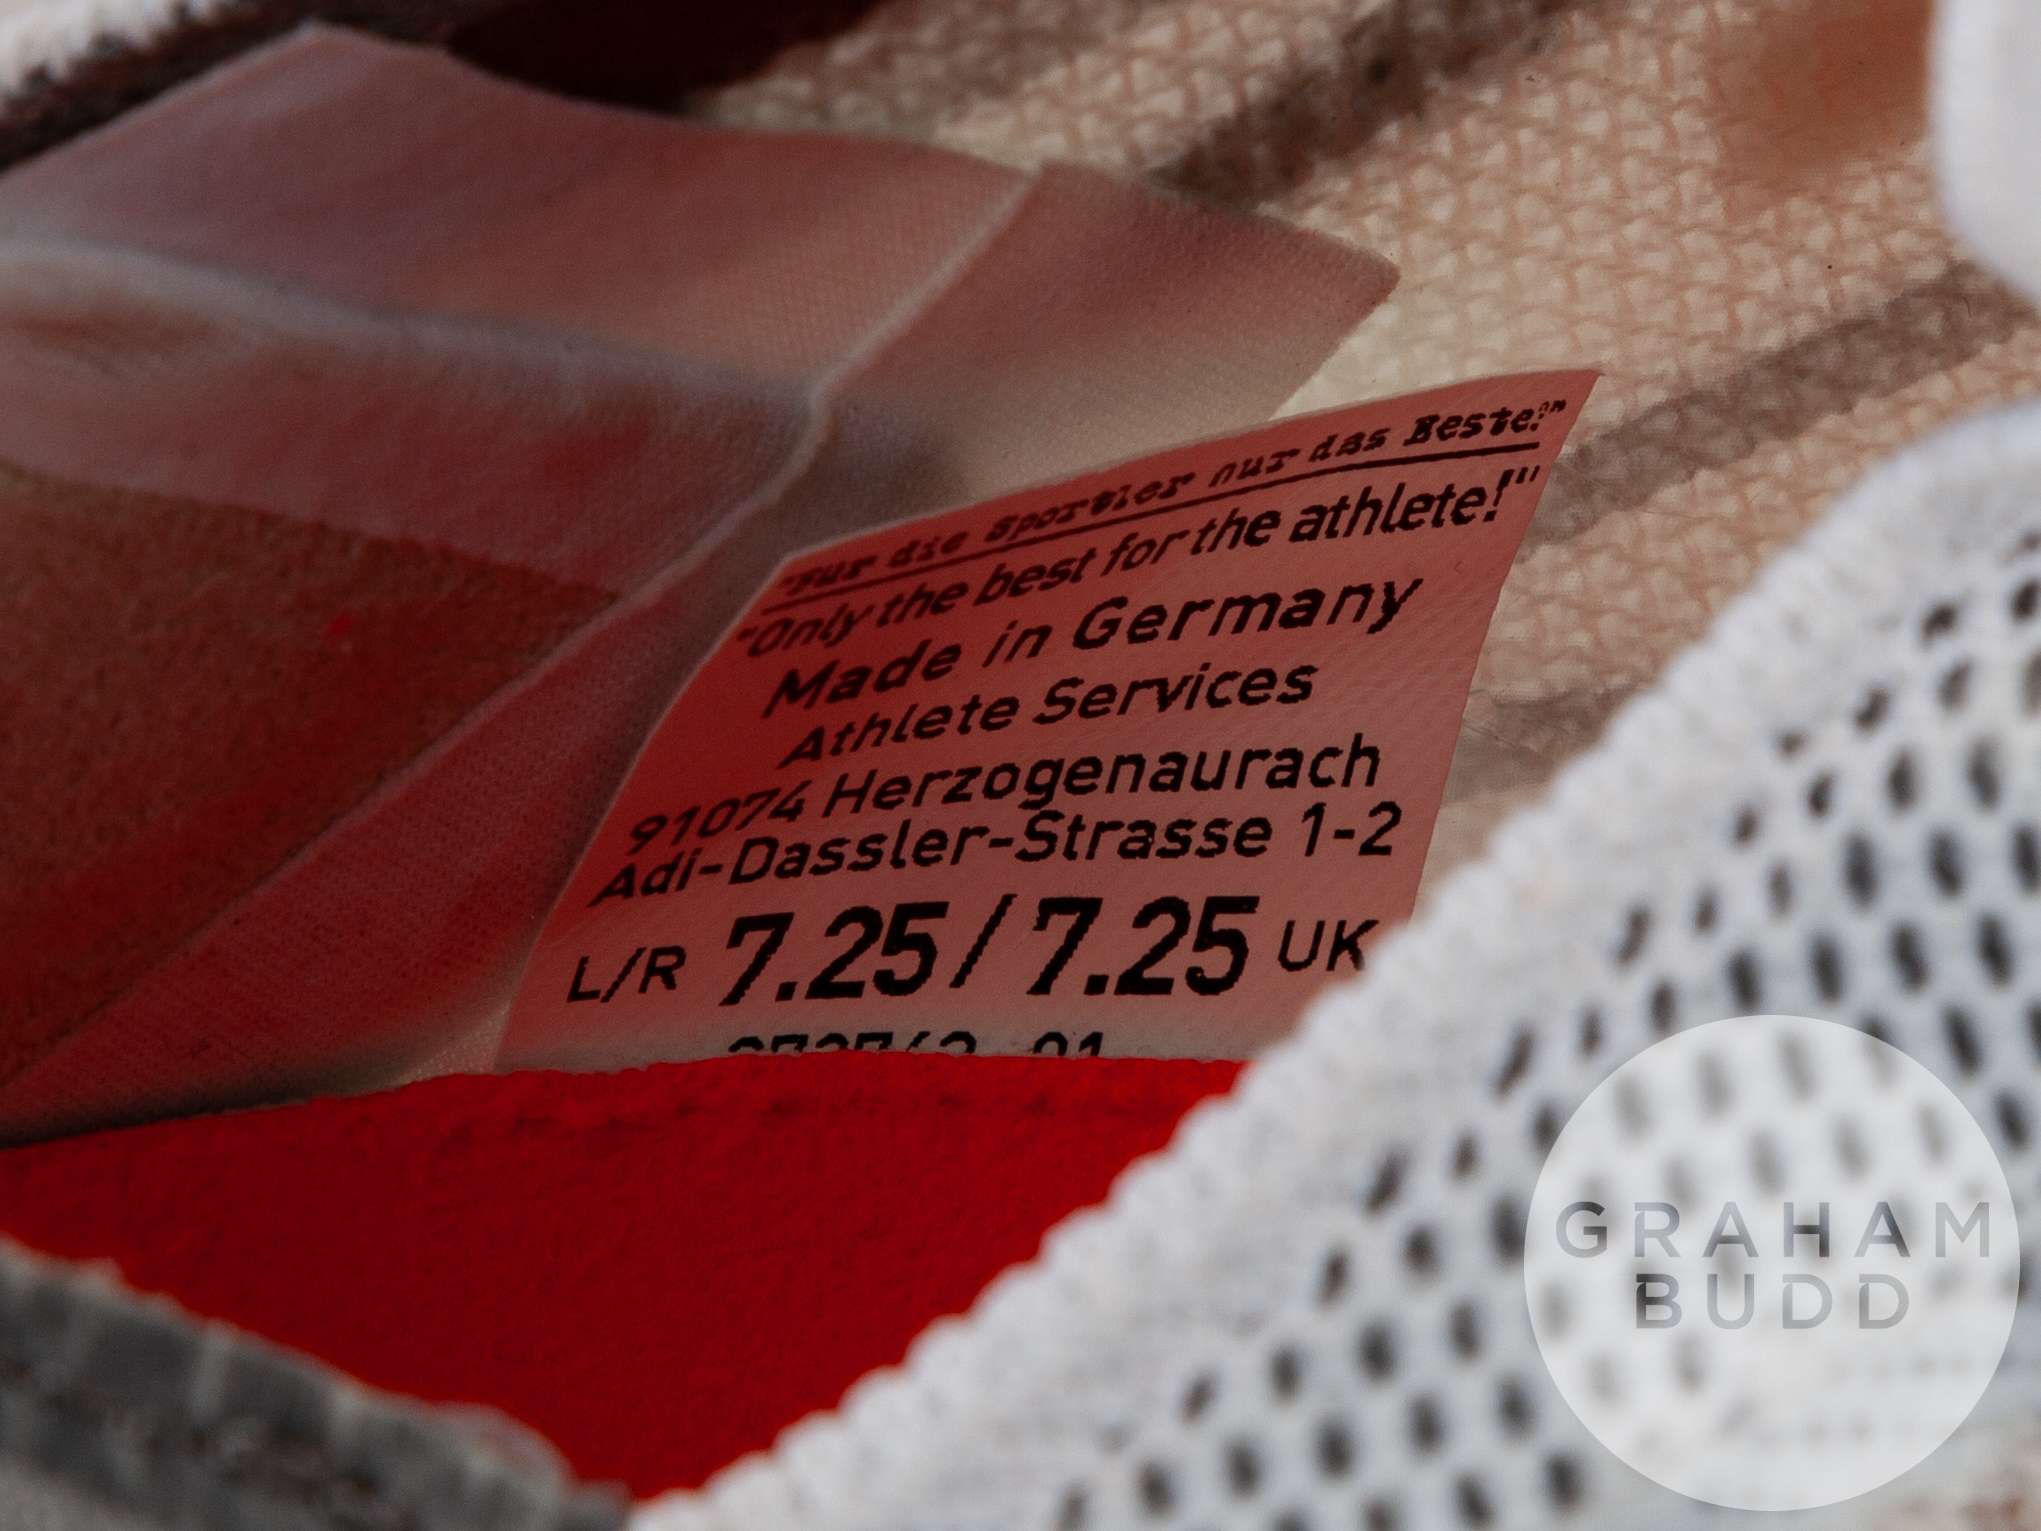 "Für die Sportler nur das Beste!"
"Only the best for the athlete!"
Made in Germany
Athlete Services
91074 Herzogenaurach
Adi-Dassler-Strasse 1-2
L/R 7.25/7.25 UK
GRAHAM
BUDD